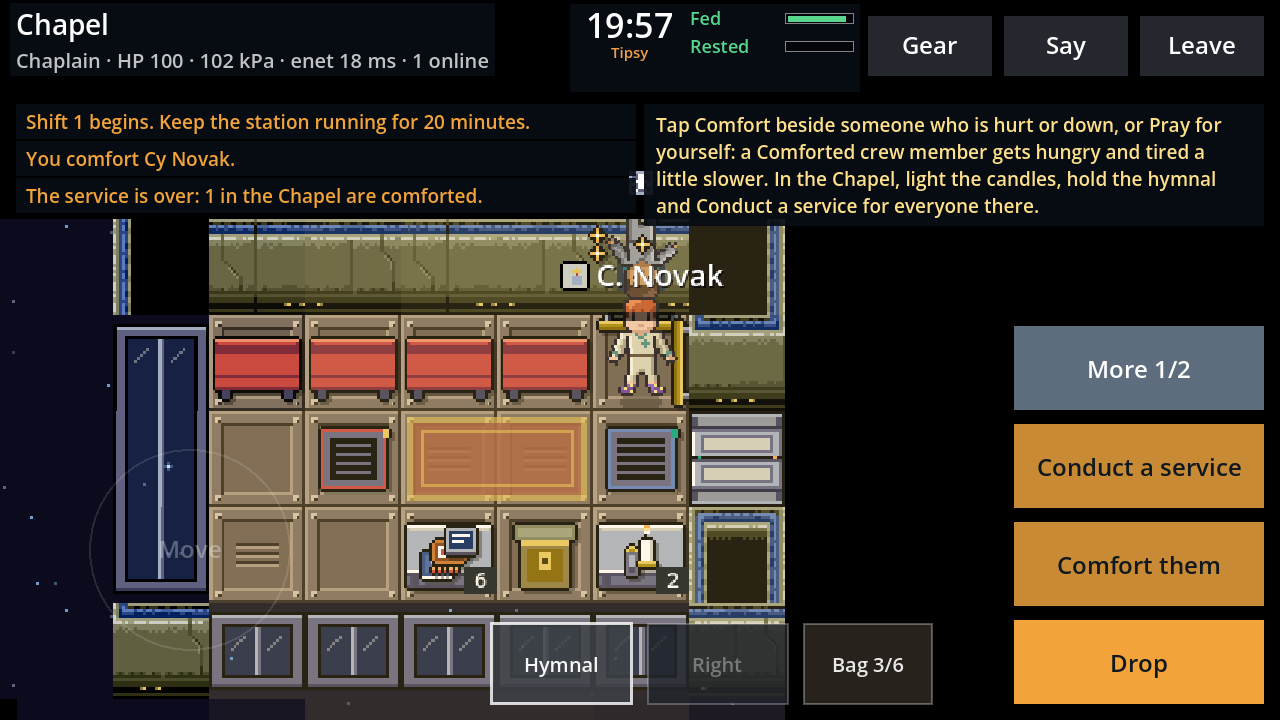 Chapel
Chaplain · HP 100 · 102 kPa · enet 18 ms · 1 online
19:57
Tipsy
Fed
Rested
Gear
Say
Leave
Shift 1 begins. Keep the station running for 20 minutes.
You comfort Cy Novak.
The service is over: 1 in the Chapel are comforted.
Tap Comfort beside someone who is hurt or down, or Pray for
yourself: a Comforted crew member gets hungry and tired a
little slower. In the Chapel, light the candles, hold the hymnal
and Conduct a service for everyone there.
C. Novak
More 1/2
Conduct a service
Comfort them
Drop
Move
6
2
Hymnal
Right
Bag 3/6